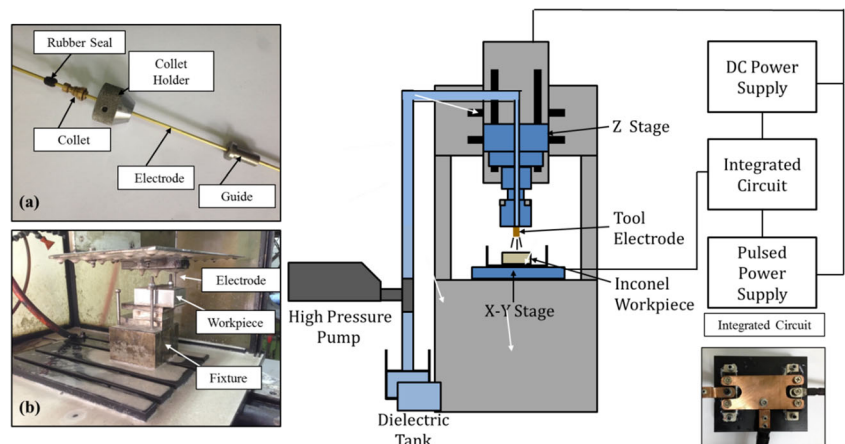 Rubber Seal
Collet
Holder
Collet
Electrode
Guide
(a)
Electrode
Workpiece
Fixture
(b)
High Pressure
Pump
Dielectric
Tank
Z Stage
Tool
Electrode
Inconel
Workpiece
X-Y Stage
DC Power
Supply
Integrated
Circuit
Pulsed
Power
Supply
Integrated Circuit